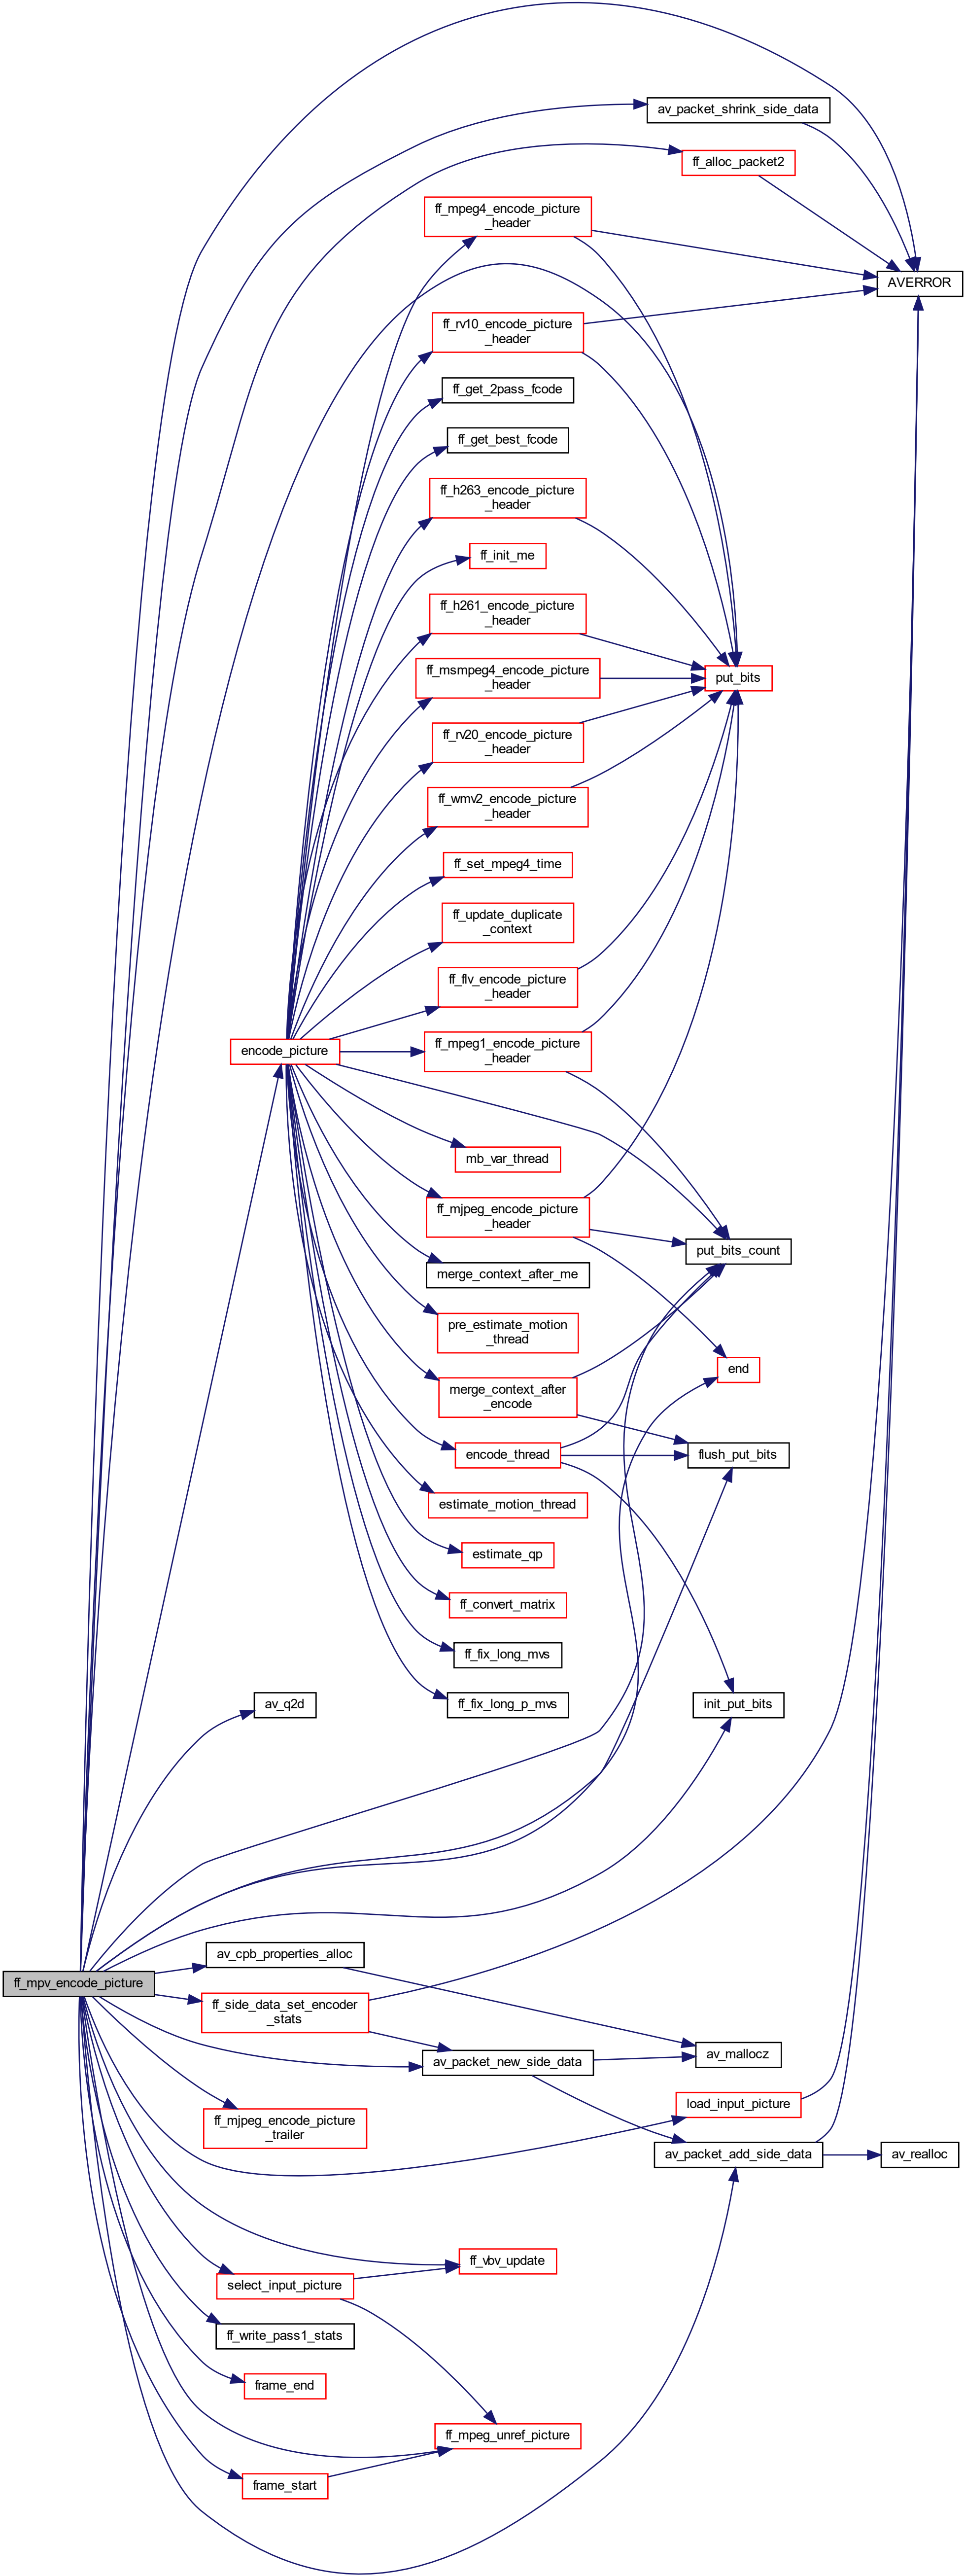 av_packet_shrink_side_data
ff_alloc_packet2
ff_mpeg4_encode_picture
_header
AVERROR
ff_rv10_encode_picture
_header
ff_get_2pass_fcode
ff_get_best_fcode
ff_h263_encode_picture
_header
ff_init_me
ff_h261_encode_picture
_header
ff_msmpeg4_encode_picture
_header
put_bits
ff_rv20_encode_picture
_header
ff_wmv2_encode_picture
_header
ff_set_mpeg4_time
ff_update_duplicate
_context
ff_flv_encode_picture
_header
encode_picture
ff_mpeg1_encode_picture
_header
mb_var_thread
ff_mjpeg_encode_picture
_header
put_bits_count
merge_context_after_me
pre_estimate_motion
_thread
end
merge_context_after
_encode
encode_thread
flush_put_bits
estimate_motion_thread
estimate_qp
ff_convert_matrix
ff_fix_long_mvs
ff_fix_long_p_mvs
av_q2d
init_put_bits
av_cpb_properties_alloc
ff_mpv_encode_picture
ff_side_data_set_encoder
_stats
av_packet_new_side_data
av_mallocz
load_input_picture
ff_mjpeg_encode_picture
_trailer
av_packet_add_side_data
av_realloc
ff_vbv_update
select_input_picture
ff_write_pass1_stats
frame_end
ff_mpeg_unref_picture
frame_start